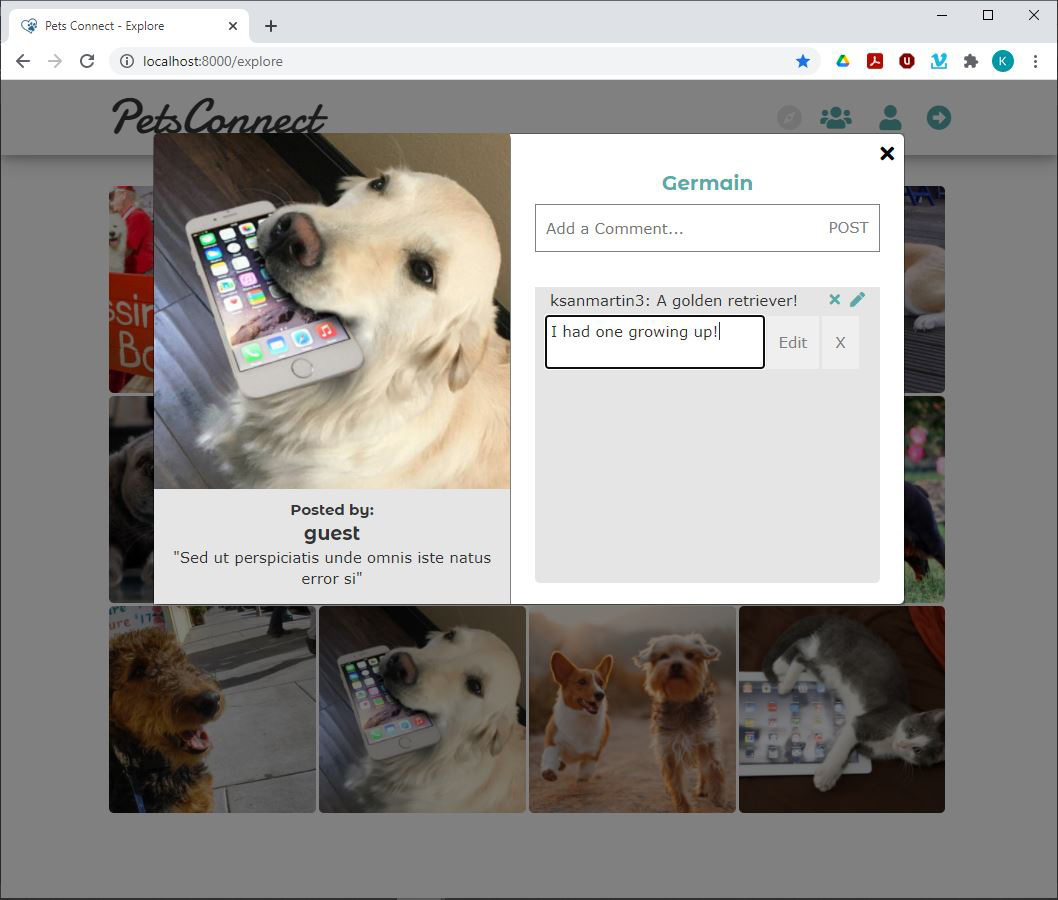 Pets Connect - Explore
localhost:8000/explore
K
PetsConnect
Germain
Add a Comment...
POST
ksanmartin3: A golden retriever!
I had one growing up!
Edit
X
Posted by:
guest
"Sed ut perspiciatis unde omnis iste natus
error si"